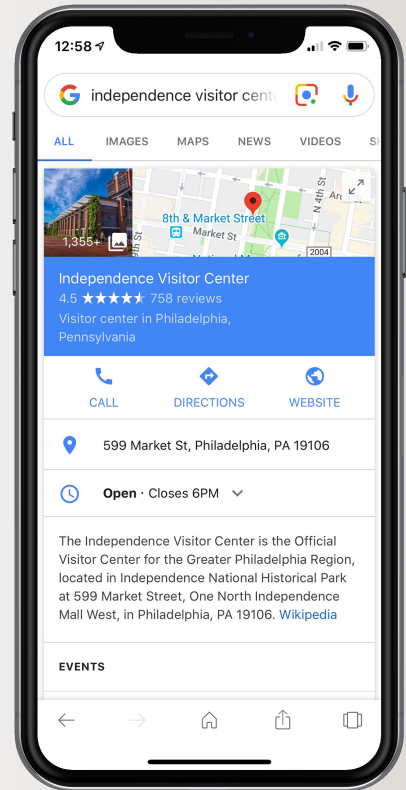 12:58
independence visitor cent
ALL IMAGES MAPS NEWS VIDEOS
1,355+
8th & Market Street
Market St
N 4th St
2004
Independence Visitor Center
4.5 ★★★★★ 758 reviews
Visitor center in Philadelphia,
Pennsylvania
CALL DIRECTIONS WEBSITE
599 Market St, Philadelphia, PA 19106
Open · Closes 6PM
The Independence Visitor Center is the Official
Visitor Center for the Greater Philadelphia Region,
located in Independence National Historical Park
at 599 Market Street, One North Independence
Mall West, in Philadelphia, PA 19106. Wikipedia
EVENTS